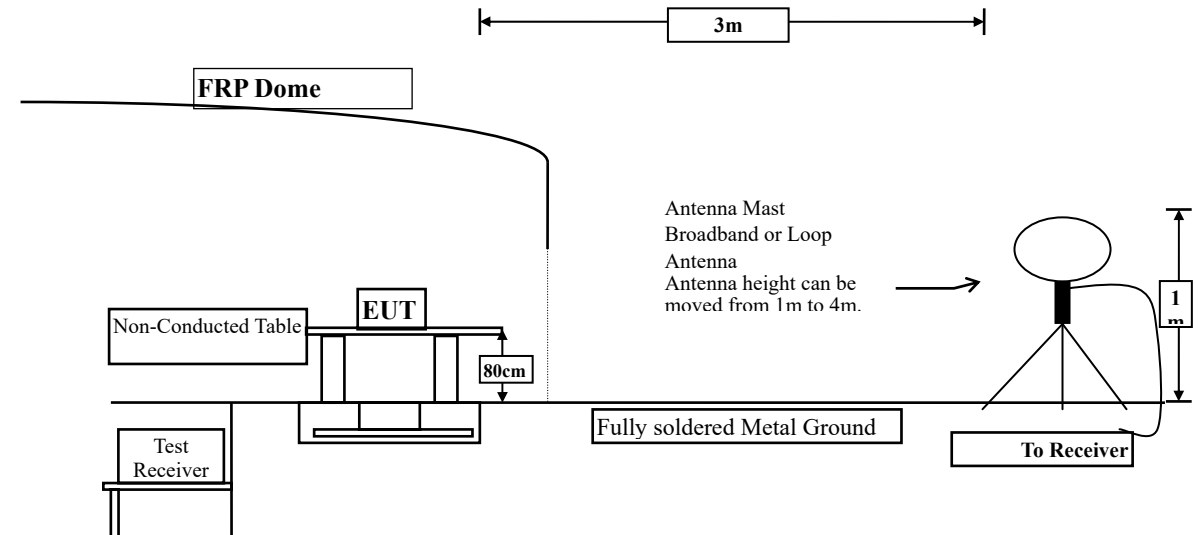 3m
FRP Dome
Antenna Mast
Broadband or Loop
Antenna
Antenna height can be
moved from 1m to 4m.
EUT
1
m
Non-Conducted Table
80cm
Fully soldered Metal Ground
Test
Receiver
To Receiver